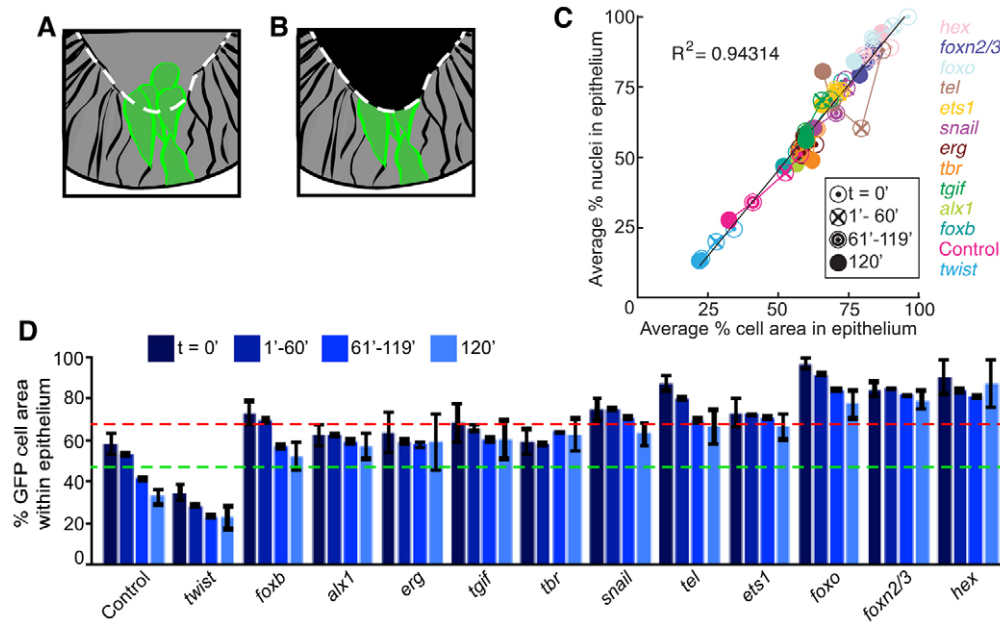 A
B
C
Average % nuclei in epithelium
100
75
50
25
0
R² = 0.94314
t = 0'
1'- 60'
61'-119'
120'
25
50
75
100
Average % cell area in epithelium
hex
foxn2/3
foxo
tel
ets1
snail
erg
tbr
tgif
alx1
foxb
Control
twist
D
t = 0'
1'-60'
61'-119'
120'
% GFP cell area
within epithelium
100
80
60
40
20
0
Control
twist
foxb
alx1
erg
tgif
tbr
snail
tel
ets1
foxo
foxn2/3
hex